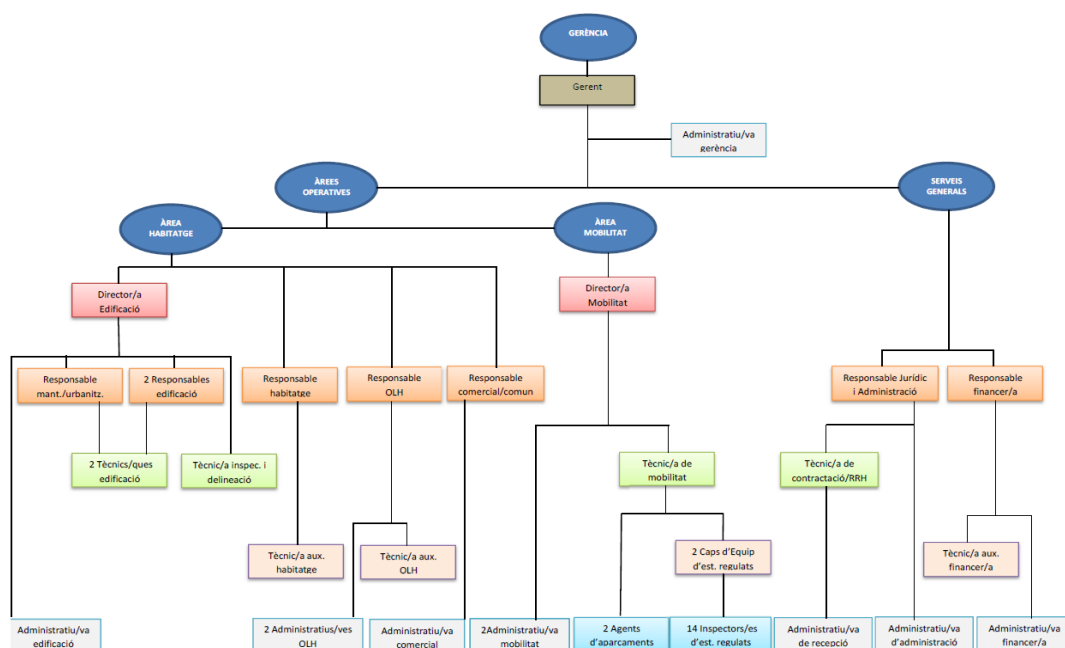 GERÈNCIA
Gerent
Administratiu/va
gerència
ÀREES
OPERATIVES
SERVEIS
GENERALS
ÀREA
HABITATGE
ÀREA
MOBILITAT
Director/a
Edificació
Director/a
Mobilitat
Responsable
mant./urbanitz.
2 Responsables
edificació
Responsable
habitatge
Responsable
OLH
Responsable
comercial/comun
Responsable Jurídic
i Administració
Responsable
financer/a
2 Tècnics/ques
edificació
Tècnic/a inspec. i
delineació
Tècnic/a de
mobilitat
Tècnic/a de
contractació/RRH
Tècnic/a aux.
habitatge
Tècnic/a aux.
OLH
2 Caps d'Equip
d'est. regulats
Tècnic/a aux.
financer/a
Administratiu/va
edificació
2 Administratius/ves
OLH
Administratiu/va
comercial
2Administratiu/va
mobilitat
2 Agents
d'aparcaments
14 Inspectors/es
d'est. regulats
Administratiu/va
de recepció
Administratiu/va
d'administració
Administratiu/va
financer/a